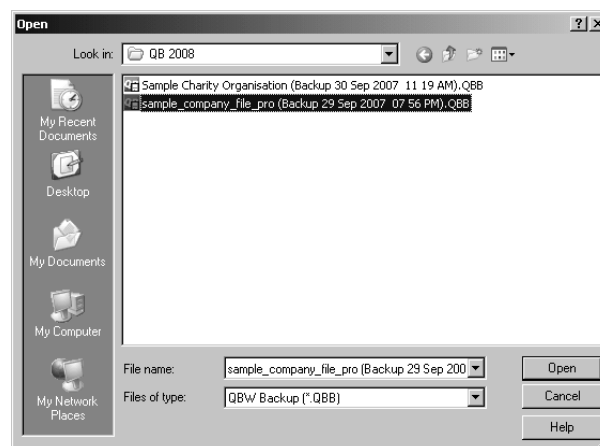 Open
Look in:
QB 2008
Sample Charity Organisation (Backup 30 Sep 2007 11 19 AM).QBB
sample_company_file_pro (Backup 29 Sep 2007 07 56 PM).QBB
My Recent
Documents
Desktop
My Documents
My Computer
My Network
Places
File name:
sample_company_file_pro (Backup 29 Sep 200
Open
Files of type:
QBW Backup (*.QBB)
Cancel
Help